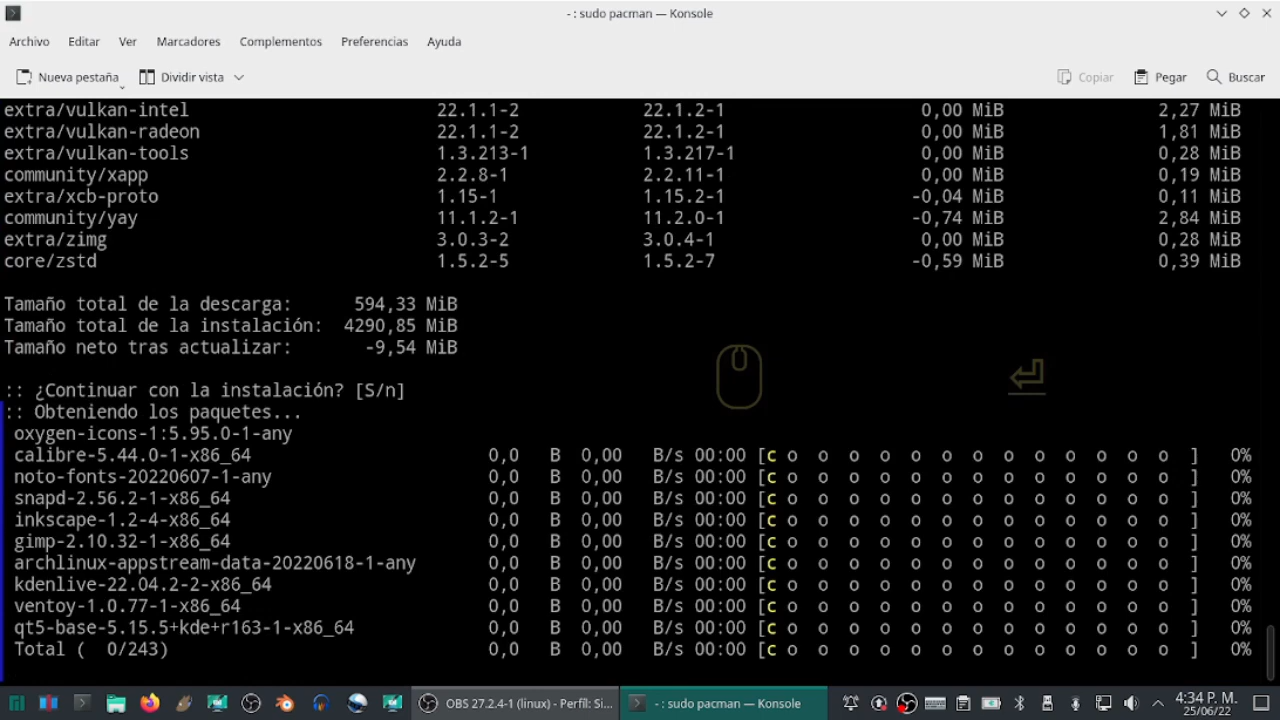 - : sudo pacman — Konsole
Archivo Editar Ver Marcadores Complementos Preferencias Ayuda
Nueva pestaña Dividir vista Copiar Pegar Buscar
extra/vulkan-intel 22.1.1-2 22.1.2-1 0,00 MiB 2,27 MiB
extra/vulkan-radeon 22.1.1-2 22.1.2-1 0,00 MiB 1,81 MiB
extra/vulkan-tools 1.3.213-1 1.3.217-1 0,00 MiB 0,28 MiB
community/xapp 2.2.8-1 2.2.11-1 0,00 MiB 0,19 MiB
extra/xcb-proto 1.15-1 1.15.2-1 -0,04 MiB 0,11 MiB
community/yay 11.1.2-1 11.2.0-1 -0,74 MiB 2,84 MiB
extra/zimg 3.0.3-2 3.0.4-1 0,00 MiB 0,28 MiB
core/zstd 1.5.2-5 1.5.2-7 -0,59 MiB 0,39 MiB
Tamaño total de la descarga: 594,33 MiB
Tamaño total de la instalación: 4290,85 MiB
Tamaño neto tras actualizar: -9,54 MiB
:: ¿Continuar con la instalación? [S/n]
:: Obteniendo los paquetes...
oxygen-icons-1:5.95.0-1-any
calibre-5.44.0-1-x86_64 0,0 B 0,00 B/s 00:00 [c o o o o o o o o o o o o o ] 0%
noto-fonts-20220607-1-any 0,0 B 0,00 B/s 00:00 [c o o o o o o o o o o o o o ] 0%
snapd-2.56.2-1-x86_64 0,0 B 0,00 B/s 00:00 [c o o o o o o o o o o o o o ] 0%
inkscape-1.2-4-x86_64 0,0 B 0,00 B/s 00:00 [c o o o o o o o o o o o o o ] 0%
gimp-2.10.32-1-x86_64 0,0 B 0,00 B/s 00:00 [c o o o o o o o o o o o o o ] 0%
archlinux-appstream-data-20220618-1-any 0,0 B 0,00 B/s 00:00 [c o o o o o o o o o o o o o ] 0%
kdenlive-22.04.2-2-x86_64 0,0 B 0,00 B/s 00:00 [c o o o o o o o o o o o o o ] 0%
ventoy-1.0.77-1-x86_64 0,0 B 0,00 B/s 00:00 [c o o o o o o o o o o o o o ] 0%
qt5-base-5.15.5+kde+r163-1-x86_64 0,0 B 0,00 B/s 00:00 [c o o o o o o o o o o o o o ] 0%
Total ( 0/243) 0,0 B 0,00 B/s 00:00 [c o o o o o o o o o o o o o ] 0%
OBS 27.2.4-1 (linux) - Perfil: Si... - : sudo pacman — Konsole 4:34 P. M.
25/06/22